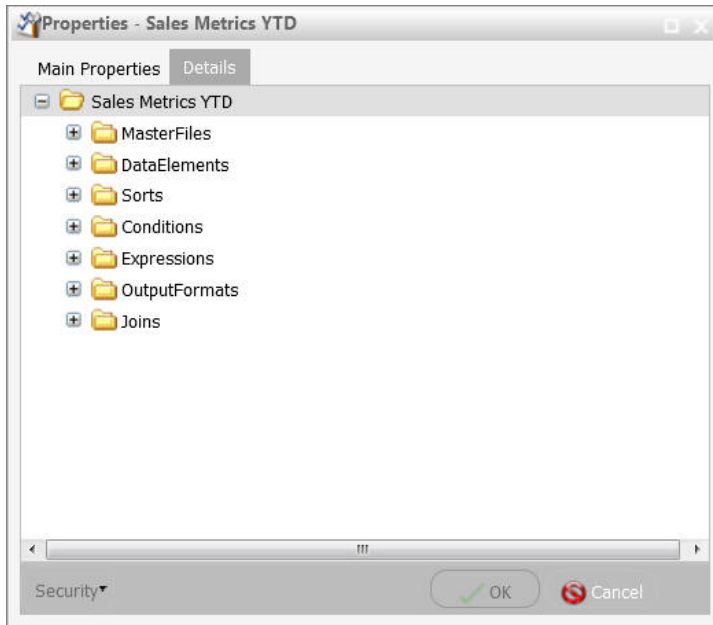 Properties - Sales Metrics YTD
Main Properties Details
Sales Metrics YTD
MasterFiles
DataElements
Sorts
Conditions
Expressions
OutputFormats
Joins
Security OK Cancel